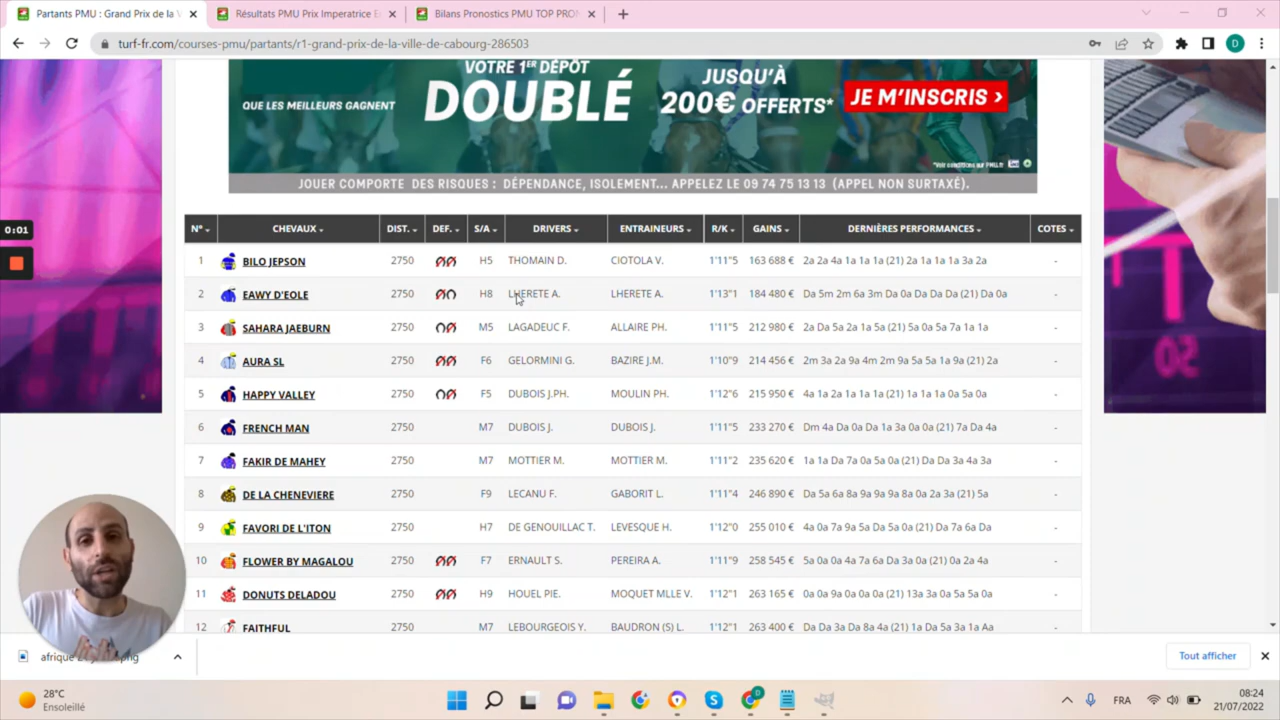 Partants PMU : Grand Prix de la V
Résultats PMU Prix Imperatrice E
Bilans Pronostics PMU TOP PRON
turf-fr.com/courses-pmu/partants/r1-grand-prix-de-la-ville-de-cabourg-286503
QUE LES MEILLEURS GAGNENT
VOTRE 1ER DÉPÔT
DOUBLÉ
JUSQU'À
200€ OFFERTS*
JE M'INSCRIS >
*Voir conditions sur PMU.fr
JOUER COMPORTE DES RISQUES : DÉPENDANCE, ISOLEMENT... APPELEZ LE 09 74 75 13 13 (APPEL NON SURTAXÉ).
0:01
N° CHEVAUX DIST. DEF. S/A DRIVERS ENTRAINEURS R/K GAINS DERNIÈRES PERFORMANCES COTES
1 BILO JEPSON 2750 H5 THOMAIN D. CIOTOLA V. 1'11"5 163 688 € 2a 2a 4a 1a 1a 1a (21) 2a 1a 1a 1a 3a 2a -
2 EAWY D'EOLE 2750 H8 LHERETE A. LHERETE A. 1'13"1 184 480 € Da 5m 2m 6a 3m Da 0a Da Da Da (21) Da 0a -
3 SAHARA JAEBURN 2750 M5 LAGADEUC F. ALLAIRE PH. 1'11"5 212 980 € 2a Da 5a 2a 1a 5a (21) 5a 0a 5a 7a 1a 1a -
4 AURA SL 2750 F6 GELORMINI G. BAZIRE J.M. 1'10"9 214 456 € 2m 3a 2a 9a 4m 2m 9a 5a 5a 1a 9a (21) 2a -
5 HAPPY VALLEY 2750 F5 DUBOIS J.PH. MOULIN PH. 1'12"6 215 950 € 4a 1a 2a 1a 1a 1a (21) 1a 1a 1a 0a 5a 0a -
6 FRENCH MAN 2750 M7 DUBOIS J. DUBOIS J. 1'11"5 233 270 € Dm 4a Da 0a Da 1a 3a 0a 0a (21) 7a Da 4a -
7 FAKIR DE MAHEY 2750 M7 MOTTIER M. MOTTIER M. 1'11"2 235 620 € 1a 1a Da 7a 0a 5a 0a (21) Da Da 3a 4a 3a -
8 DE LA CHENEVIERE 2750 F9 LECANU F. GABORIT L. 1'11"4 246 890 € Da 5a 6a 8a 9a 9a 9a 8a 0a 2a 3a (21) 5a -
9 FAVORI DE L'ITON 2750 H7 DE GENOUILLAC T. LEVESQUE H. 1'12"0 255 010 € 4a 0a 7a 9a 5a Da 5a 0a (21) Da 7a 6a Da -
10 FLOWER BY MAGALOU 2750 F7 ERNAULT S. PEREIRA A. 1'11"9 258 545 € 5a 0a 0a 4a 7a 6a Da 3a 0a (21) 0a 2a 4a -
11 DONUTS DELADOU 2750 H9 HOUEL PIE. MOQUET MLLE V. 1'12"1 263 165 € 0a 0a 9a 0a 0a 0a (21) 13a 3a 0a 5a 5a 0a -
12 FAITHFUL 2750 M7 LEBOURGEOIS Y. BAUDRON (S) L. 1'12"1 263 400 € Da Da 3a Da 8a 4a (21) 1a Da 5a 3a 1a Aa -
Tout afficher
28°C
Ensoleillé
FRA
08:24
21/07/2022